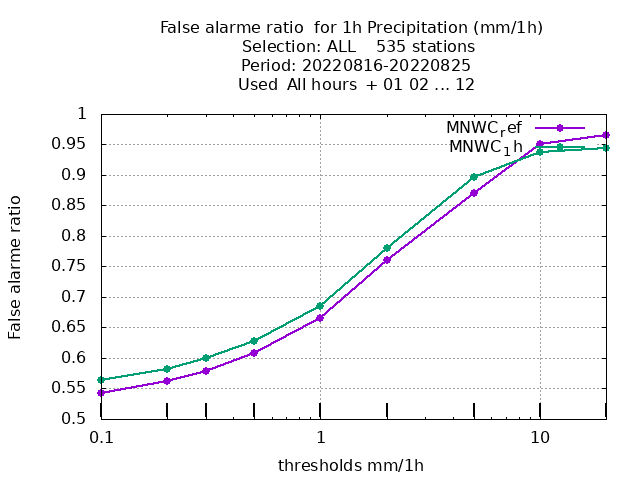 False alarme ratio  for 1h Precipitation (mm/1h)
Selection: ALL    535 stations
Period: 20220816-20220825
Used  All hours  + 01 02 ... 12
MNWC_ref
MNWC_1h
1
0.95
0.9
0.85
0.8
0.75
0.7
0.65
0.6
0.55
0.5
False alarme ratio
0.1
1
10
thresholds mm/1h